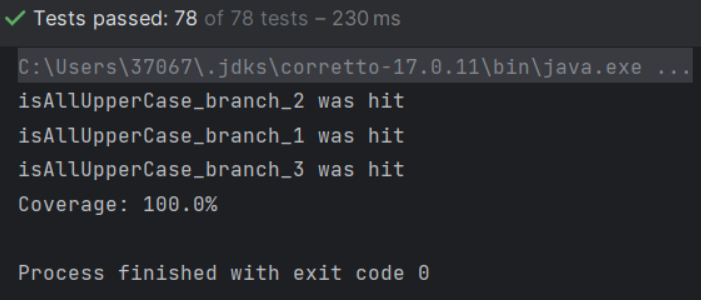 Tests passed: 78 of 78 tests – 230 ms
C:\Users\37067\.jdks\corretto-17.0.11\bin\java.exe ...
isAllUpperCase_branch_2 was hit
isAllUpperCase_branch_1 was hit
isAllUpperCase_branch_3 was hit
Coverage: 100.0%
Process finished with exit code 0